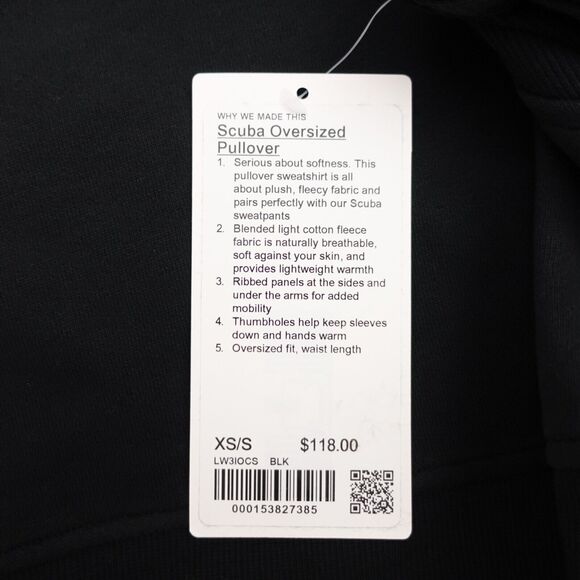 WHY WE MADE THIS
Scuba Oversized
Pullover
1. Serious about softness. This
pullover sweatshirt is all
about plush, fleecy fabric and
pairs perfectly with our Scuba
sweatpants
2. Blended light cotton fleece
fabric is naturally breathable,
soft against your skin, and
provides lightweight warmth
3. Ribbed panels at the sides and
under the arms for added
mobility
4. Thumbholes help keep sleeves
down and hands warm
5. Oversized fit, waist length
XS/S $118.00
LW3IOCS BLK
000153827385